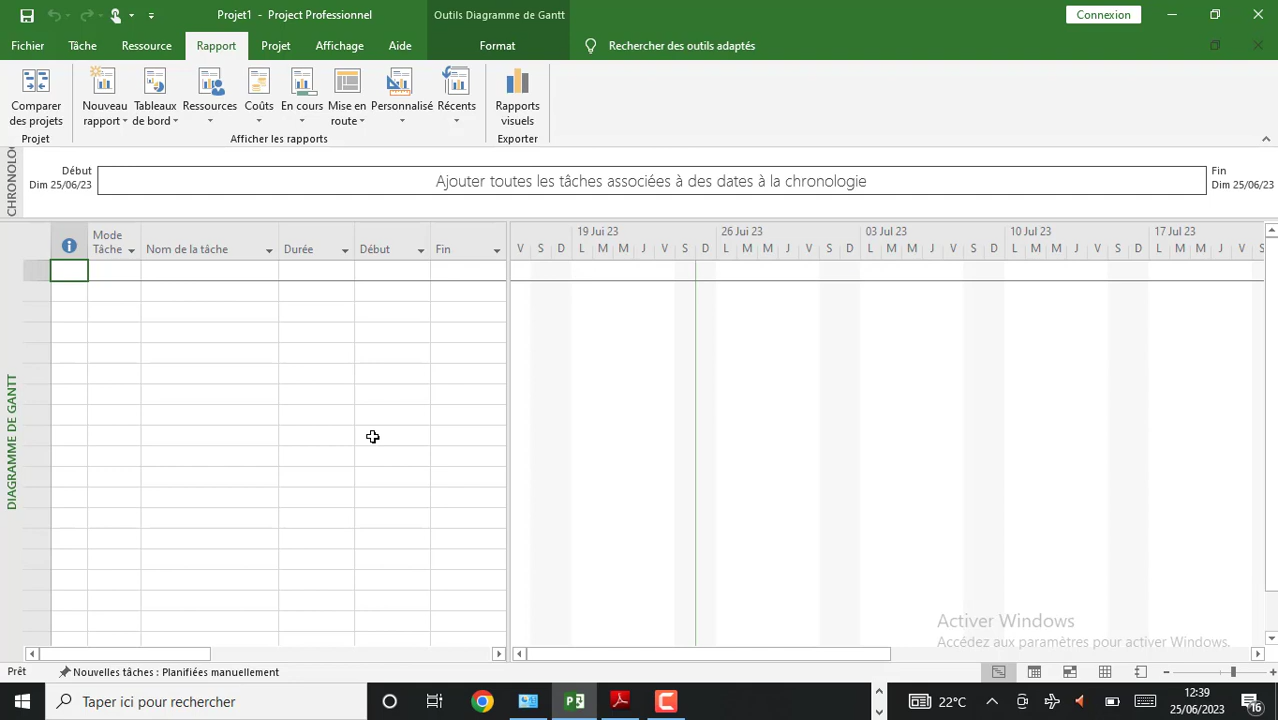 Projet1 - Project Professionnel
Outils Diagramme de Gantt
Connexion
Fichier Tâche Ressource Rapport Projet Affichage Aide Format Rechercher des outils adaptés
Comparer des projets
Nouveau rapport
Tableaux de bord
Ressources
Coûts
En cours
Mise en route
Personnalisé
Récents
Rapports visuels
Projet Afficher les rapports Exporter
Début
Dim 25/06/23
Ajouter toutes les tâches associées à des dates à la chronologie
Fin
Dim 25/06/23
Mode Tâche
Nom de la tâche Durée Début Fin
19 Jui 23 26 Jui 23 03 Jul 23 10 Jul 23 17 Jul 23
V S D L M M J V S D L M M J V S D L M M J V S D L M M J V S D L M M J V S
DIAGRAMME DE GANTT
Activer Windows
Accédez aux paramètres pour activer Windows.
Prêt Nouvelles tâches : Planifiées manuellement
Taper ici pour rechercher
22°C
12:39
25/06/2023
16